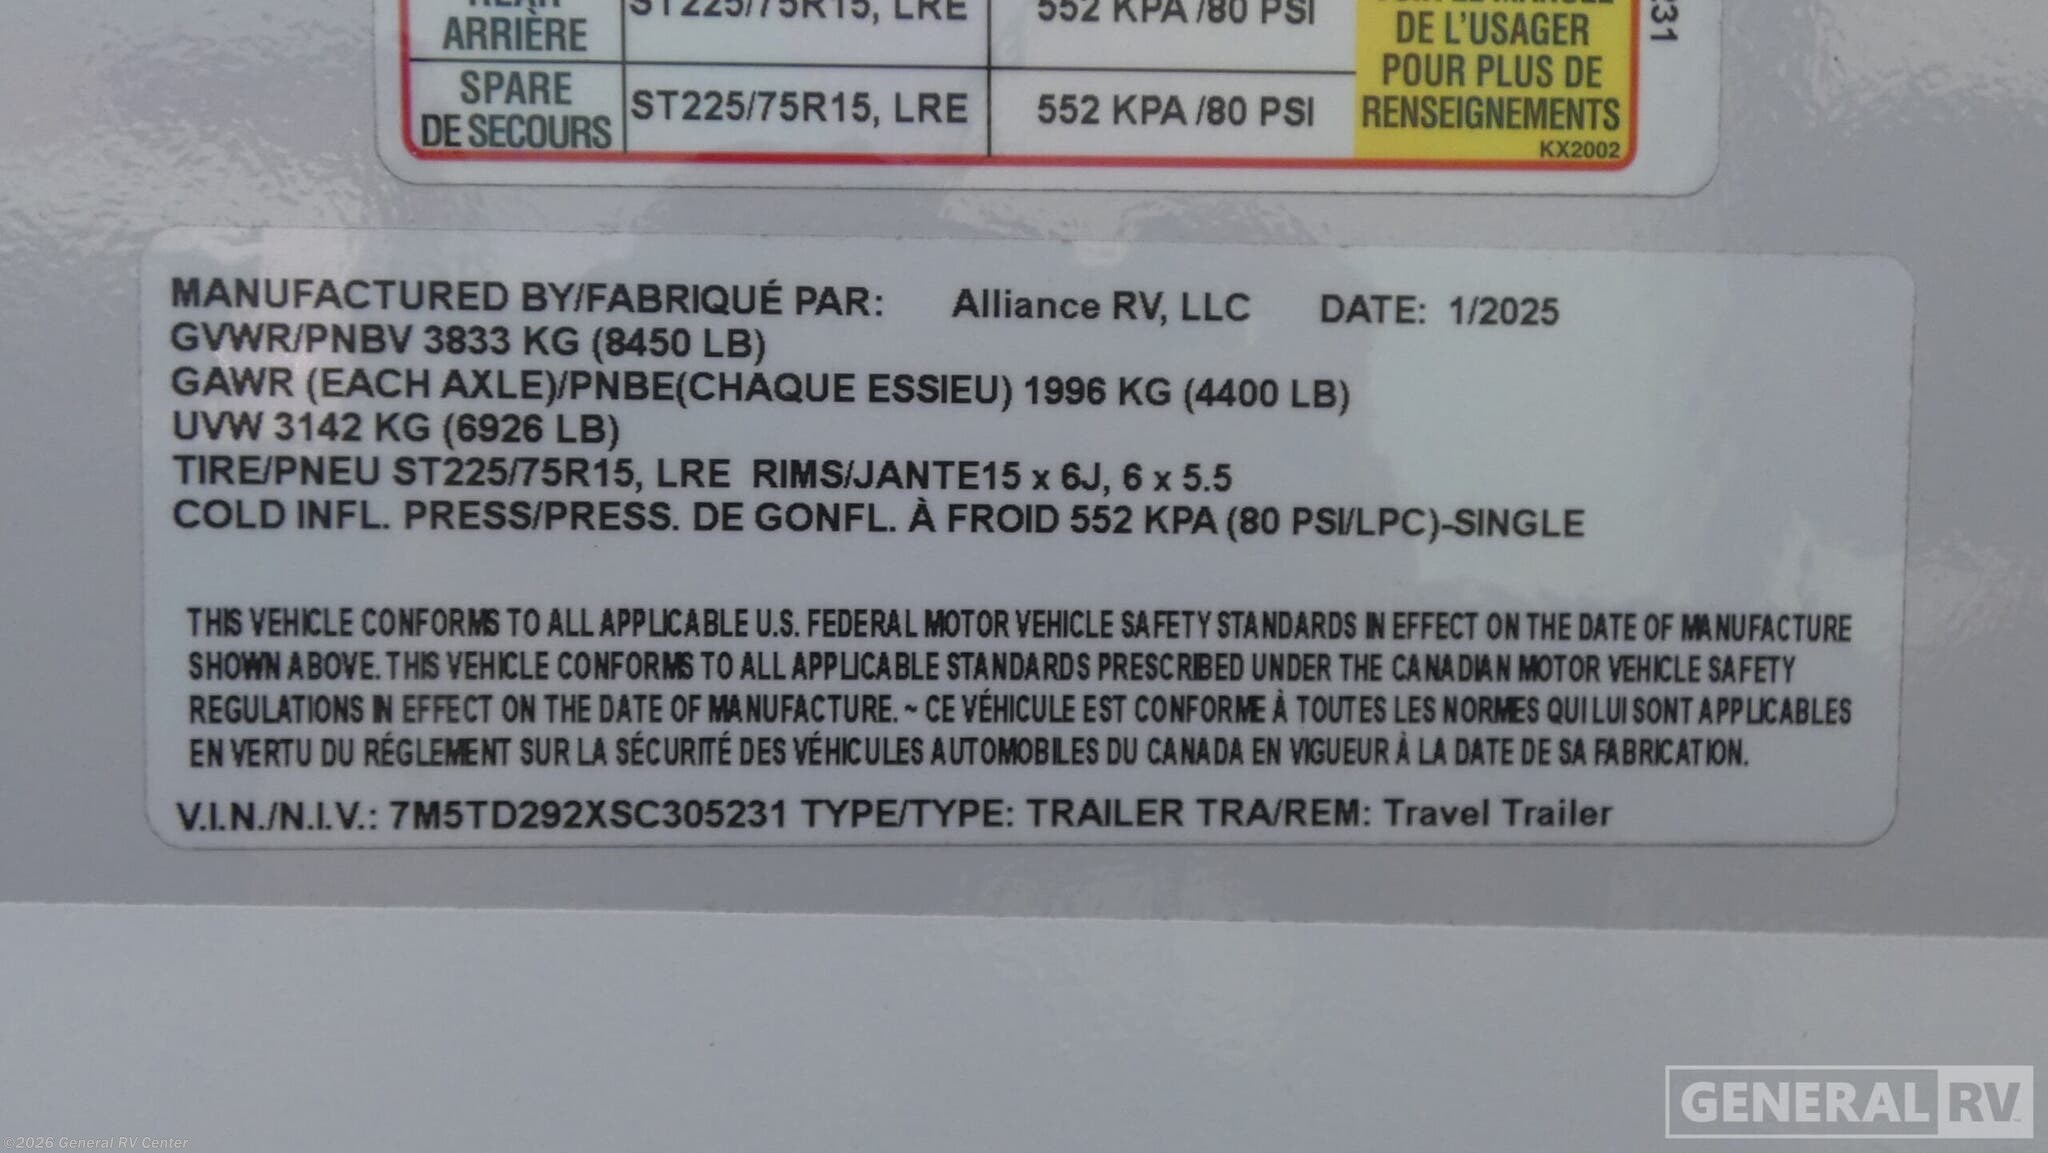 ARRIÈRE ST225/75R15, LRE 552 KPA /80 PSI
DE L'USAGER
POUR PLUS DE
RENSEIGNEMENTS
SPARE
DE SECOURS ST225/75R15, LRE 552 KPA /80 PSI
KX2002
231
MANUFACTURED BY/FABRIQUÉ PAR: Alliance RV, LLC DATE: 1/2025
GVWR/PNBV 3833 KG (8450 LB)
GAWR (EACH AXLE)/PNBE(CHAQUE ESSIEU) 1996 KG (4400 LB)
UVW 3142 KG (6926 LB)
TIRE/PNEU ST225/75R15, LRE RIMS/JANTE15 x 6J, 6 x 5.5
COLD INFL. PRESS/PRESS. DE GONFL. À FROID 552 KPA (80 PSI/LPC)-SINGLE
THIS VEHICLE CONFORMS TO ALL APPLICABLE U.S. FEDERAL MOTOR VEHICLE SAFETY STANDARDS IN EFFECT ON THE DATE OF MANUFACTURE
SHOWN ABOVE. THIS VEHICLE CONFORMS TO ALL APPLICABLE STANDARDS PRESCRIBED UNDER THE CANADIAN MOTOR VEHICLE SAFETY
REGULATIONS IN EFFECT ON THE DATE OF MANUFACTURE. ~ CE VÉHICULE EST CONFORME À TOUTES LES NORMES QUI LUI SONT APPLICABLES
EN VERTU DU RÉGLEMENT SUR LA SÉCURITÉ DES VÉHICULES AUTOMOBILES DU CANADA EN VIGUEUR À LA DATE DE SA FABRICATION.
V.I.N./N.I.V.: 7M5TD292XSC305231 TYPE/TYPE: TRAILER TRA/REM: Travel Trailer
GENERAL RV
©2026 General RV Center